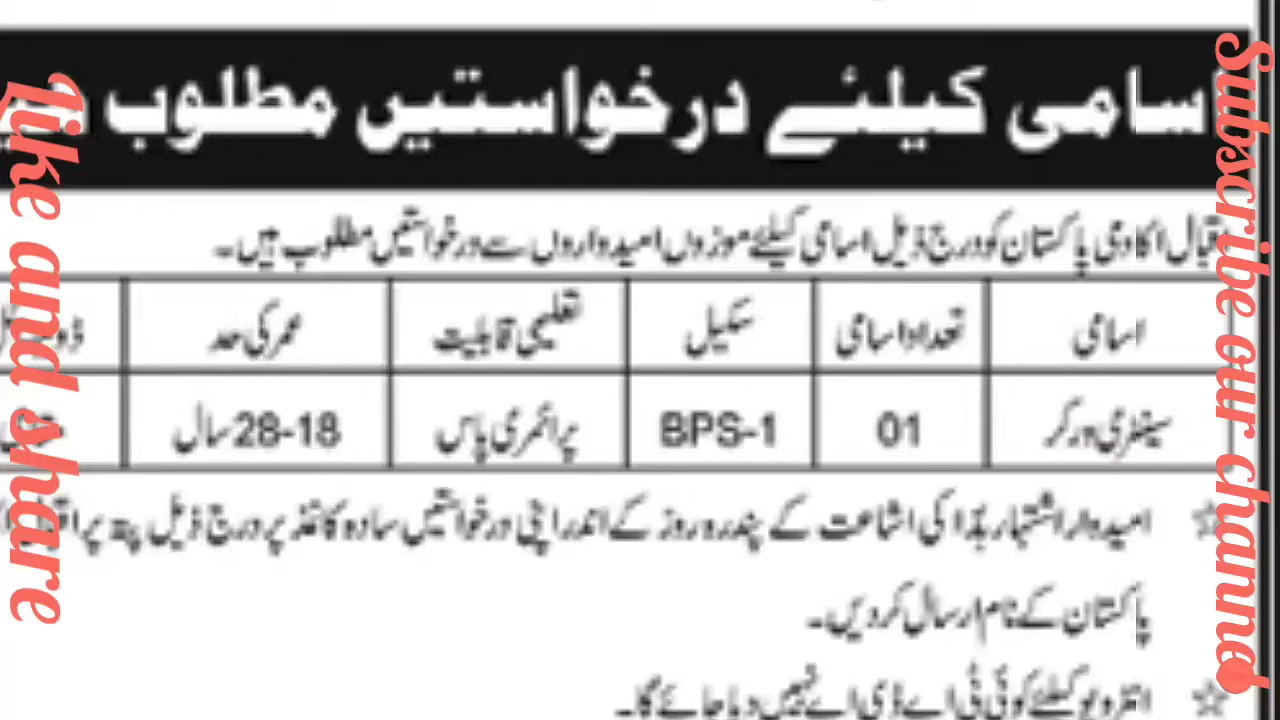 اسامی کیلئے درخواستیں مطلوب
اقبال اکادمی پاکستان کو درج ذیل اسامی کیلئے موزوں امیدواروں سے درخواستیں مطلوب ہیں۔
اسامی تعداد اسامی سکیل تعلیمی قابلیت عمر کی حد
سینٹری ورکر 01 BPS-1 پرائمری پاس 28-18 سال
☆ امیدوار اشتہار ہٰذا کی اشاعت کے پندرہ روز کے اندر اپنی درخواستیں سادہ کاغذ پر درج ذیل پتہ پر
پاکستان کے نام ارسال کردیں۔
☆ انٹرویو کیلئے کوئی ٹی اے ڈی اے نہیں دیا جائے گا۔
Like and share
Subscribe our channel